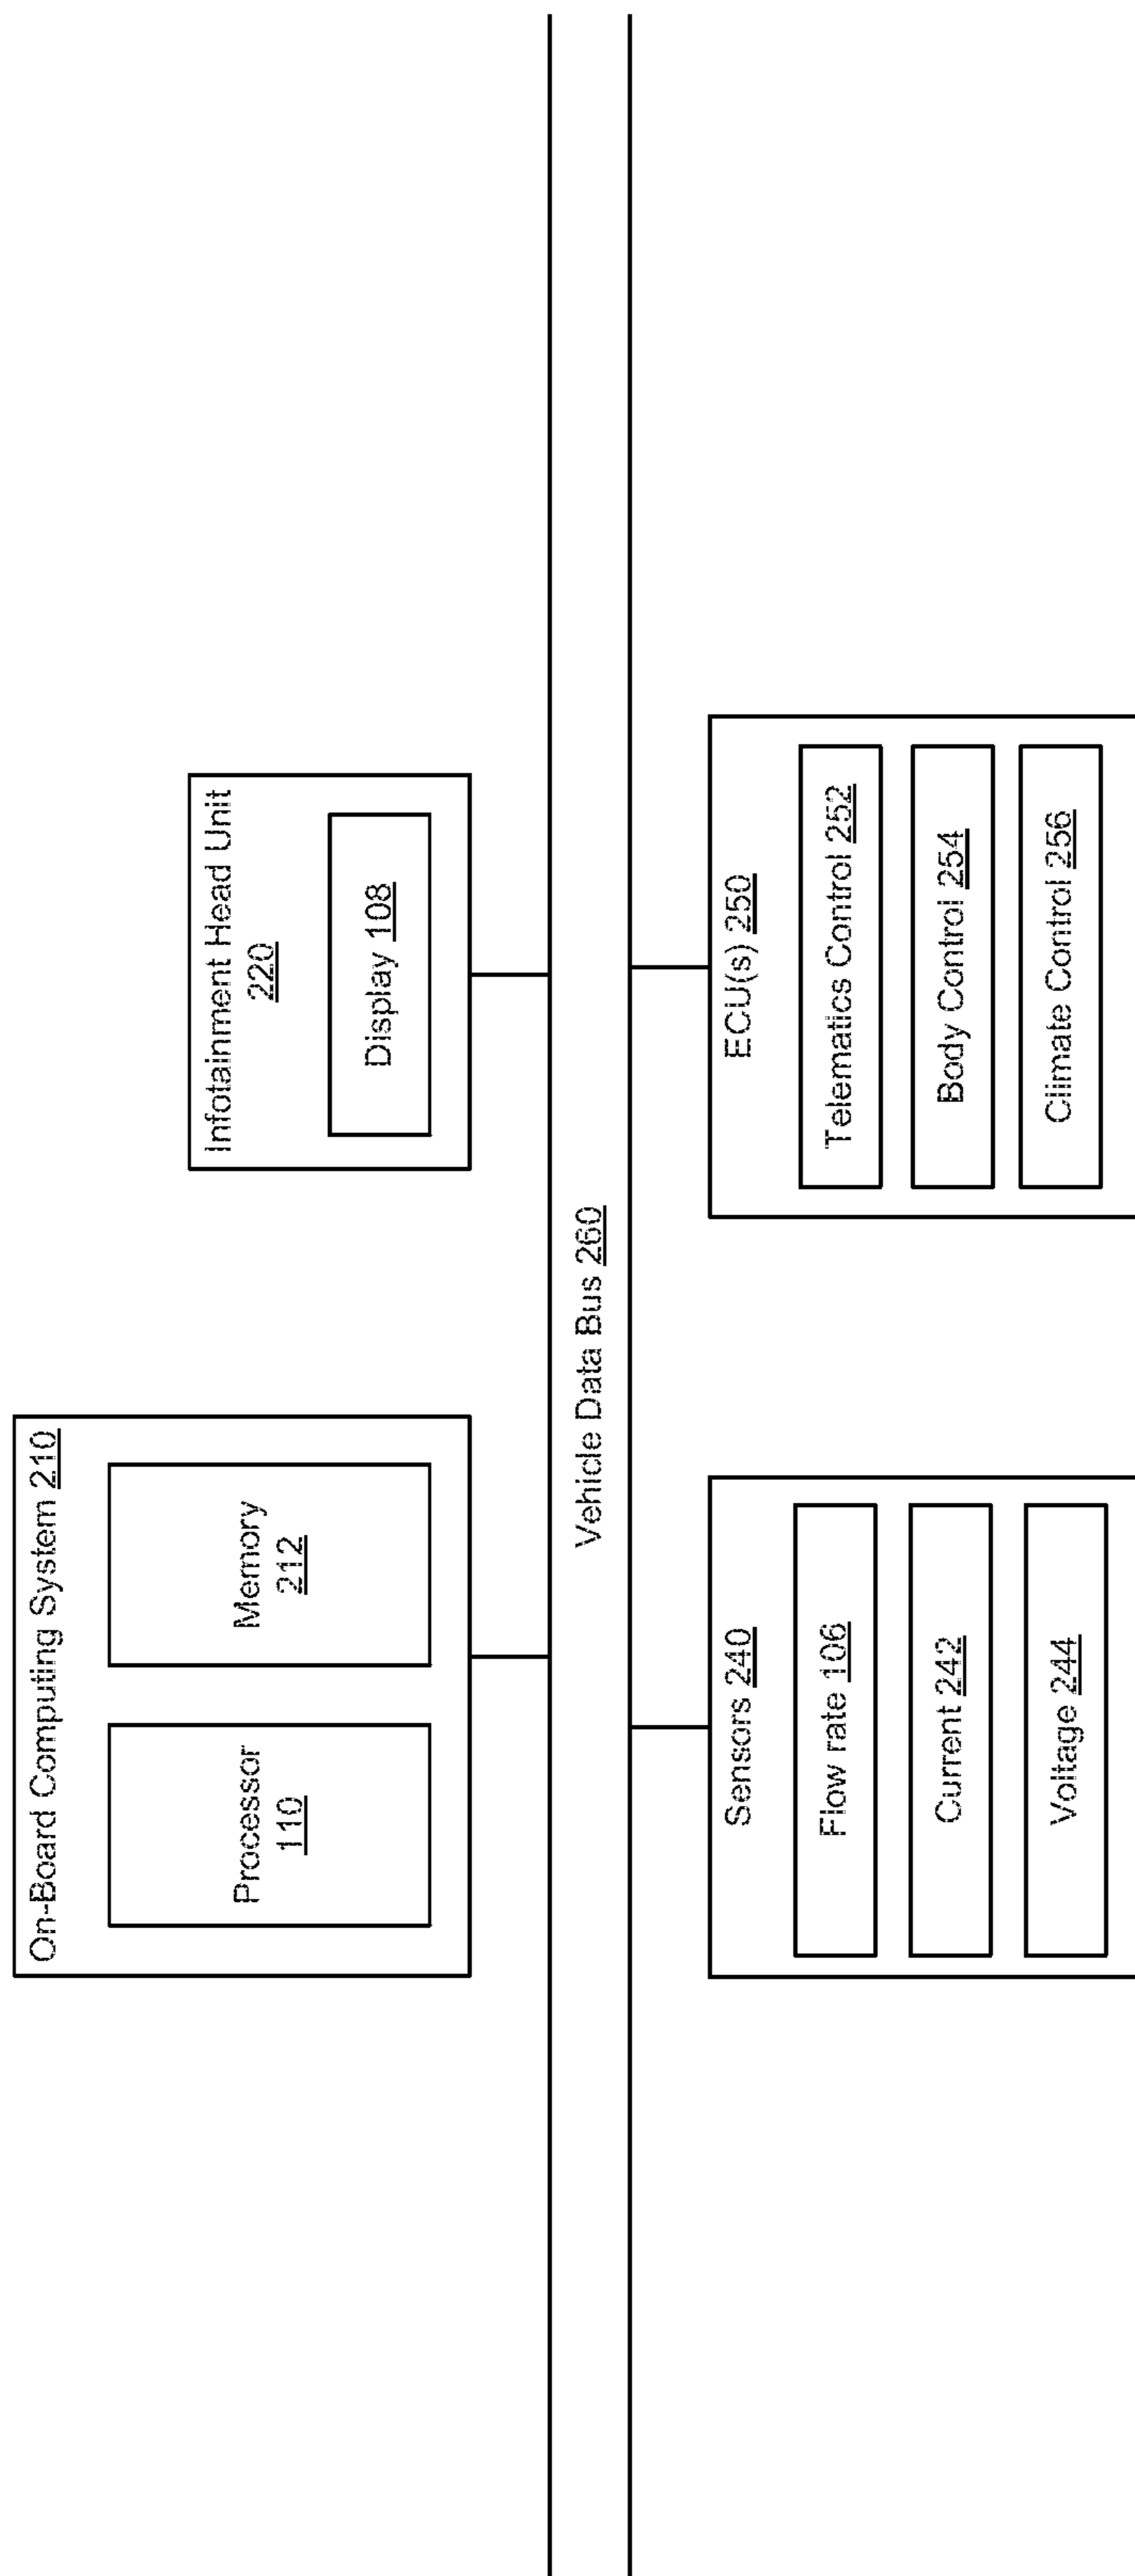 On-Board Computing System 210
Processor
110
Memory
212
Infotainment Head Unit
220
Display 108
Vehicle Data Bus 260
Sensors 240
Flow rate 106
Current 242
Voltage 244
ECU(s) 250
Telematics Control 252
Body Control 254
Climate Control 256